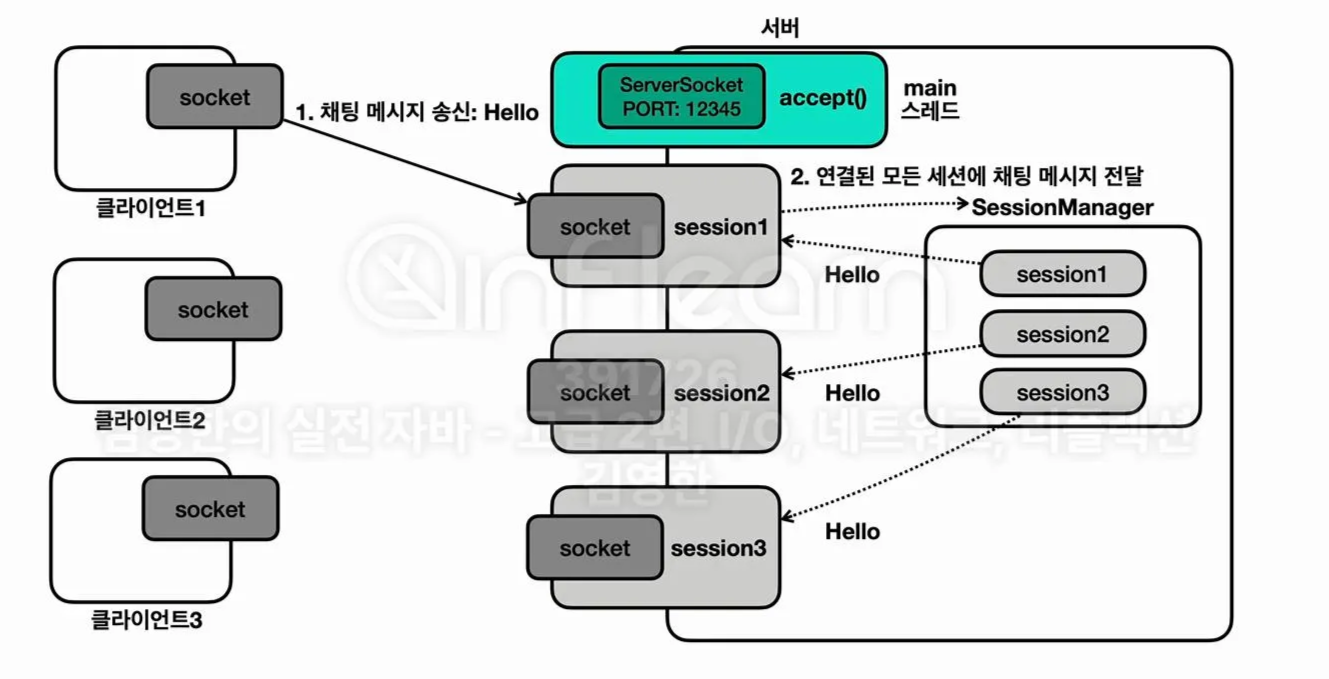 서버
socket
클라이언트1
1. 채팅 메시지 송신: Hello
ServerSocket
PORT: 12345
accept()
main
스레드
socket
session1
2. 연결된 모든 세션에 채팅 메시지 전달
SessionManager
session1
session2
session3
Hello
Hello
Hello
socket
클라이언트2
socket
session2
socket
클라이언트3
socket
session3
inflearn
391726
김영한의 실전 자바 - 고급 2편, I/O, 네트워크, 리플렉션
김영한